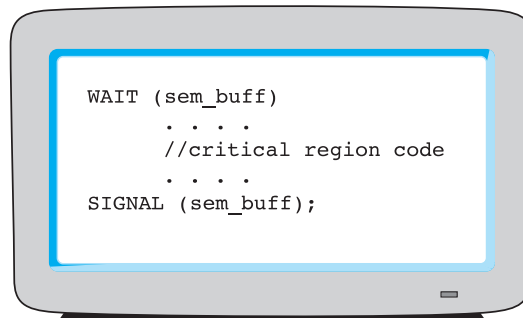 WAIT (sem_buff)
. . . .
//critical region code
. . . .
SIGNAL (sem_buff);